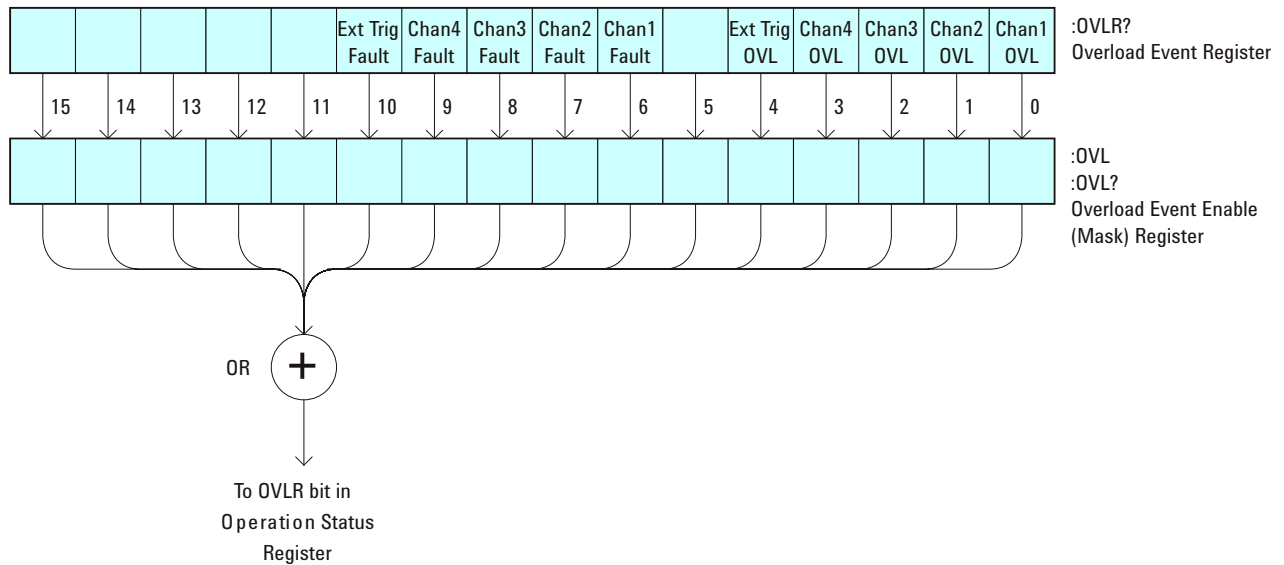 Ext Trig Fault Chan4 Fault Chan3 Fault Chan2 Fault Chan1 Fault Ext Trig OVL Chan4 OVL Chan3 OVL Chan2 OVL Chan1 OVL
:OVLR?
Overload Event Register
15 14 13 12 11 10 9 8 7 6 5 4 3 2 1 0
:OVL
:OVL?
Overload Event Enable
(Mask) Register
OR +
To OVLR bit in
Operation Status
Register